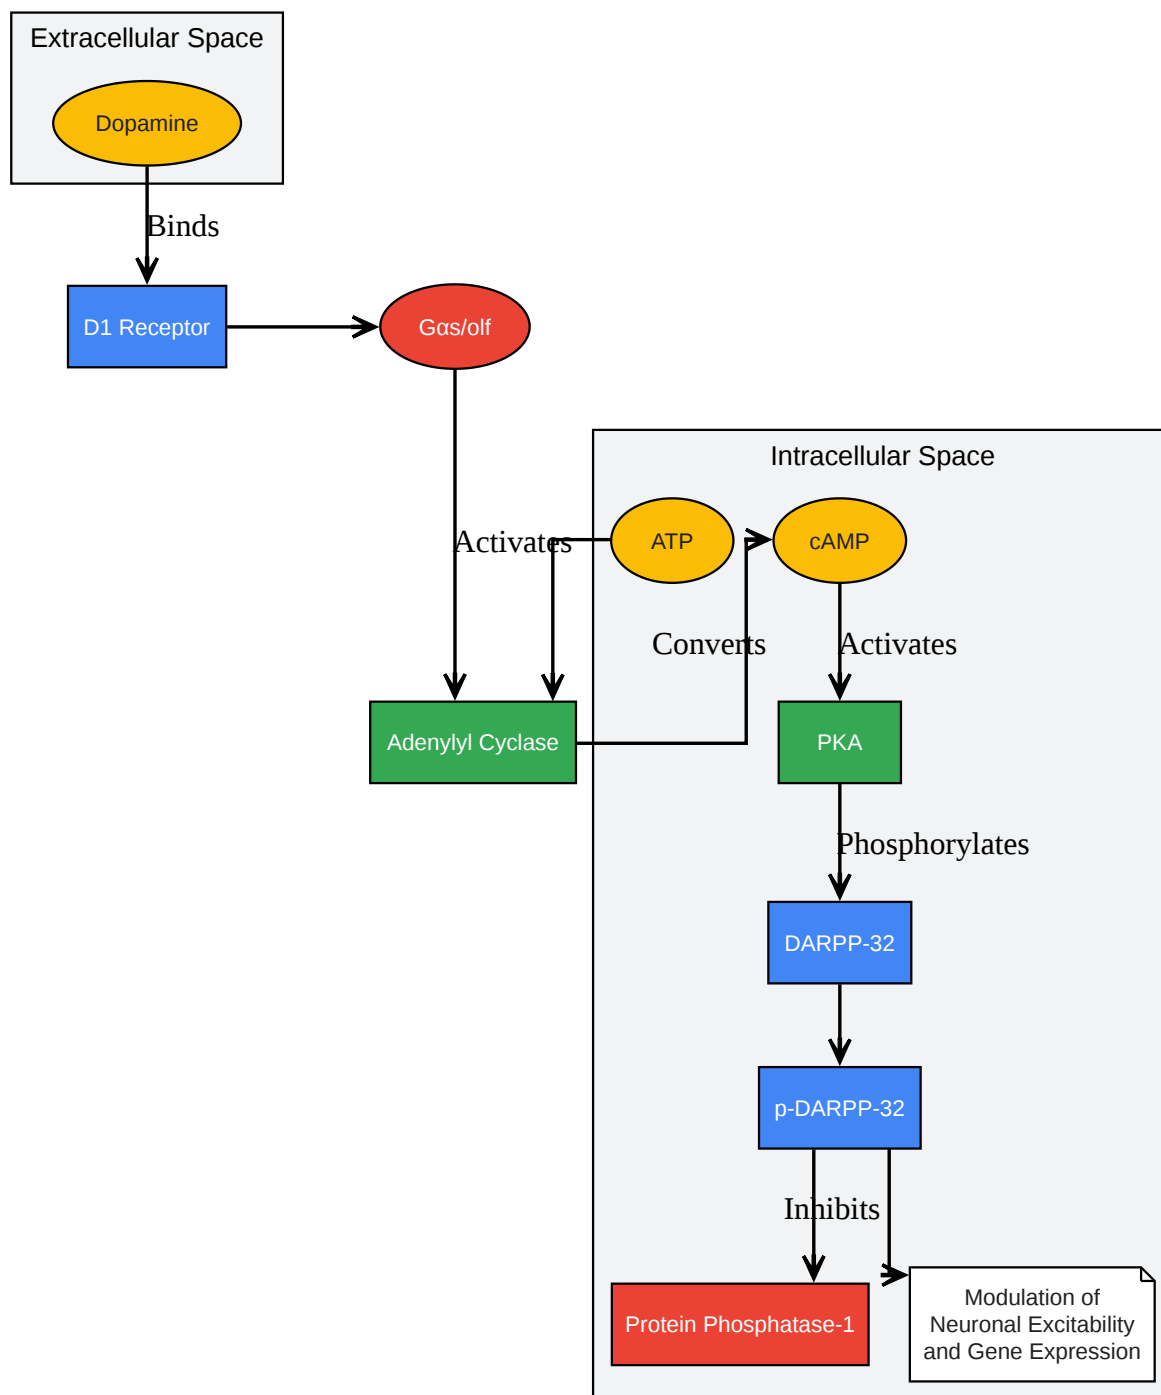 Extracellular Space
Dopamine
Binds
D1 Receptor
Gαs/olf
Intracellular Space
Activates
ATP
cAMP
Converts
Activates
Adenylyl Cyclase
PKA
Phosphorylates
DARPP-32
p-DARPP-32
Inhibits
Protein Phosphatase-1
Modulation of
Neuronal Excitability
and Gene Expression